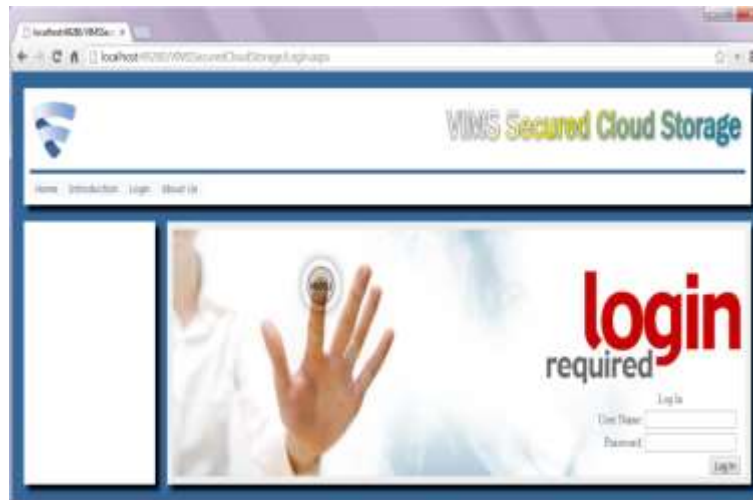 localhost
VIMS Secured Cloud Storage
Home Introduction Login About Us
login
required
Log In
User Name
Password
Log In